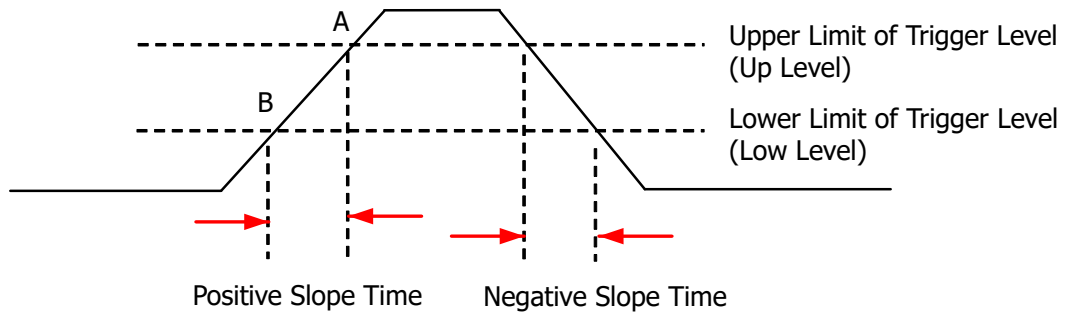 A
Upper Limit of Trigger Level
(Up Level)
B
Lower Limit of Trigger Level
(Low Level)
Positive Slope Time
Negative Slope Time